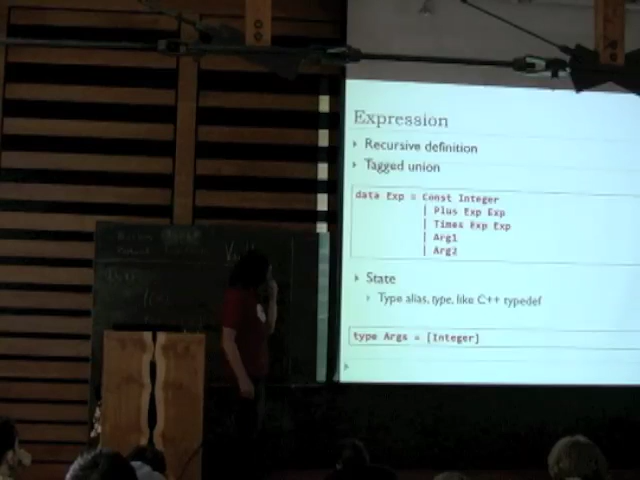 Expression
Recursive definition
Tagged union
data Exp = Const Integer
| Plus Exp Exp
| Times Exp Exp
| Arg1
| Arg2
State
Type alias, type, like C++ typedef
type Args = [Integer]